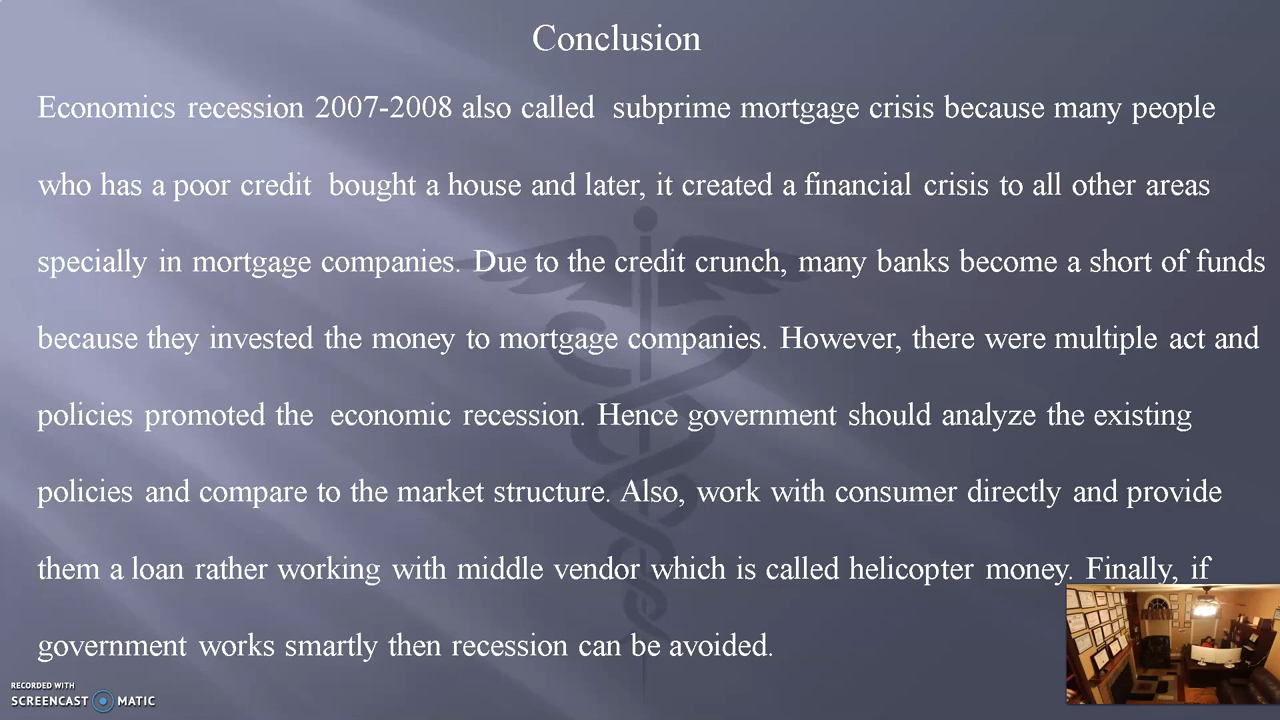 Conclusion
Economics recession 2007-2008 also called subprime mortgage crisis because many people
who has a poor credit bought a house and later, it created a financial crisis to all other areas
specially in mortgage companies. Due to the credit crunch, many banks become a short of funds
because they invested the money to mortgage companies. However, there were multiple act and
policies promoted the economic recession. Hence government should analyze the existing
policies and compare to the market structure. Also, work with consumer directly and provide
them a loan rather working with middle vendor which is called helicopter money. Finally, if
government works smartly then recession can be avoided.
RECORDED WITH
SCREENCAST MATIC